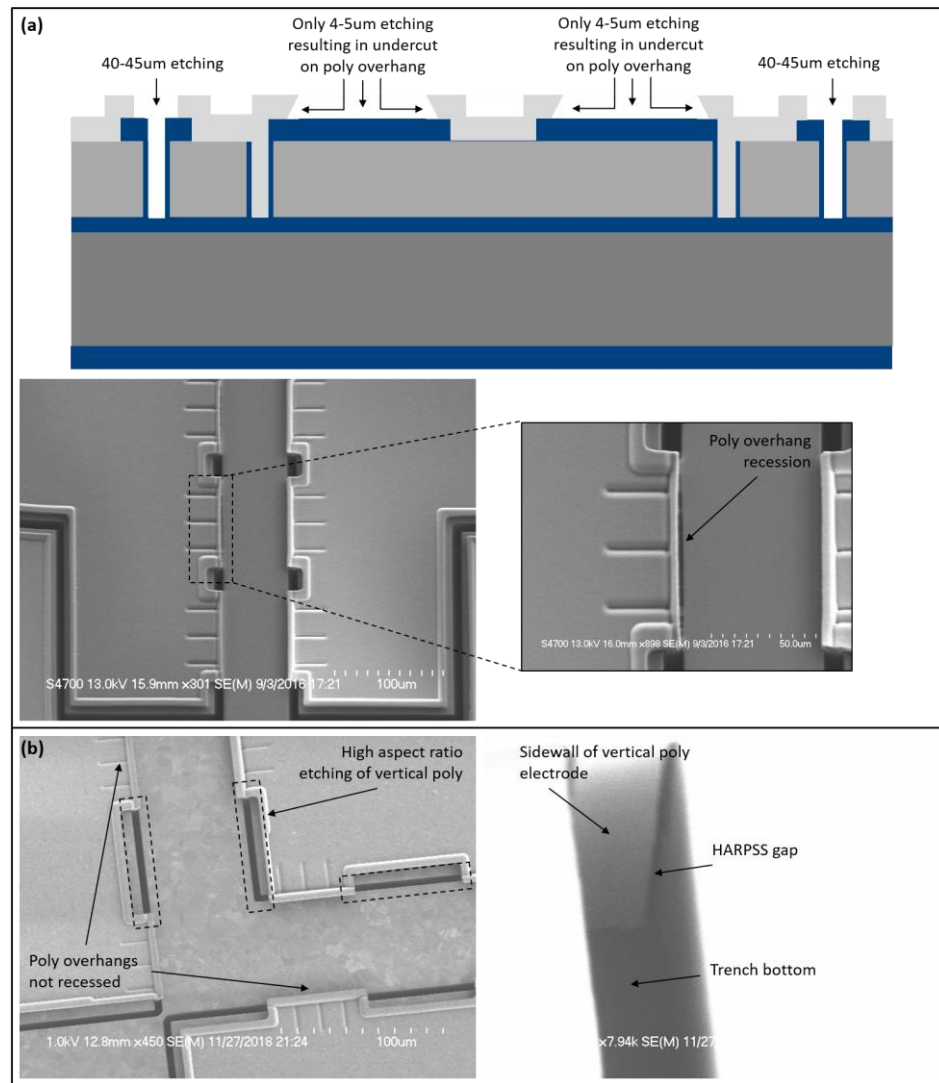 (a)
40-45um etching
Only 4-5um etching
resulting in undercut
on poly overhang
Only 4-5um etching
resulting in undercut
on poly overhang
40-45um etching
S4700 13.0kV 15.9mm x301 SE(M) 9/3/2016 17:21
100um
Poly overhang
recession
S4700 13.0kV 16.0mm x898 SE(M) 9/3/2016 17:21
50.0um
(b)
High aspect ratio
etching of vertical poly
Poly overhangs
not recessed
1.0kV 12.8mm x450 SE(M) 11/27/2018 21:24
100um
Sidewall of vertical poly
electrode
HARPSS gap
Trench bottom
x7.94k SE(M) 11/27